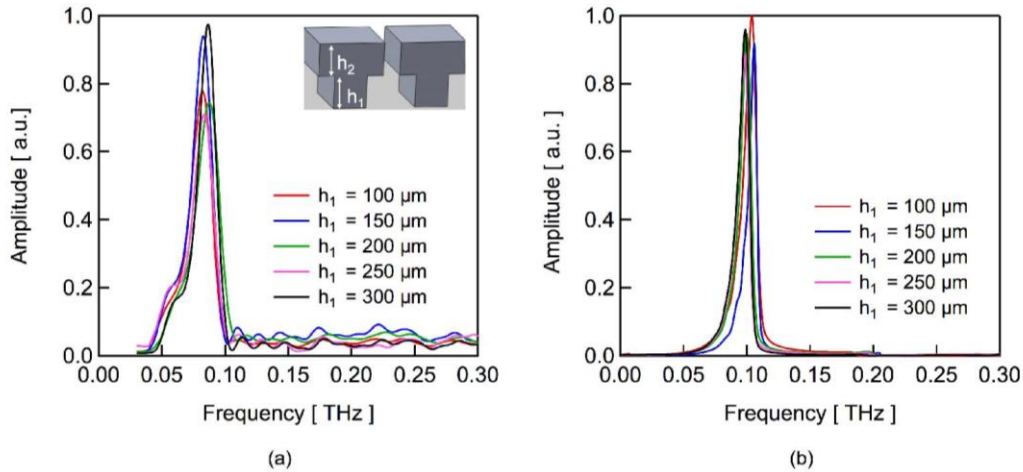 1.0
0.8
0.6
0.4
0.2
0.0
Amplitude [ a.u. ]
h2
h1
h1 = 100 μm
h1 = 150 μm
h1 = 200 μm
h1 = 250 μm
h1 = 300 μm
0.00 0.05 0.10 0.15 0.20 0.25 0.30
Frequency [ THz ]
(a)
1.0
0.8
0.6
0.4
0.2
0.0
Amplitude [ a.u. ]
h1 = 100 μm
h1 = 150 μm
h1 = 200 μm
h1 = 250 μm
h1 = 300 μm
0.00 0.05 0.10 0.15 0.20 0.25 0.30
Frequency [ THz ]
(b)